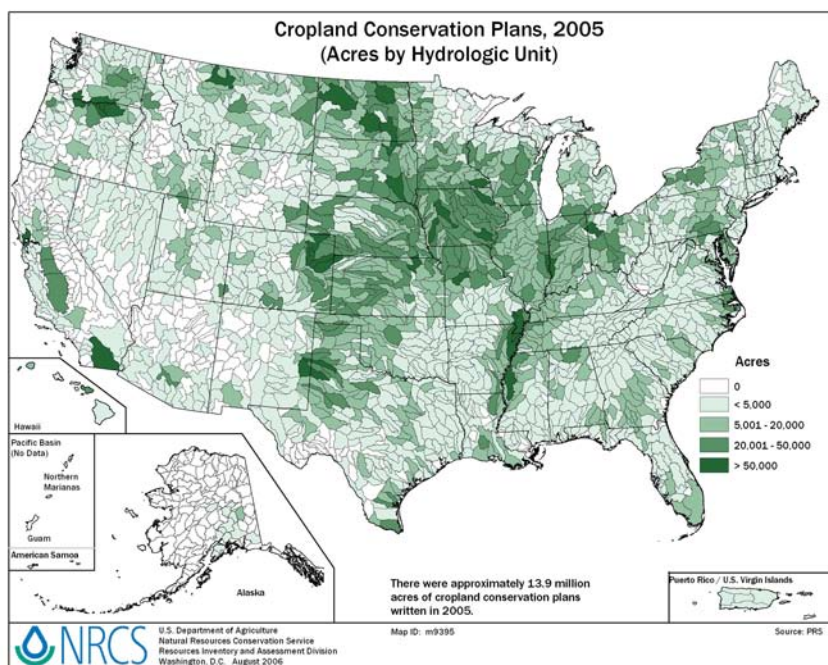 Cropland Conservation Plans, 2005
(Acres by Hydrologic Unit)
Acres
0
< 5,000
5,001 - 20,000
20,001 - 50,000
> 50,000
Hawaii
Pacific Basin
(No Data)
Northern
Marianas
Guam
American Samoa
Alaska
There were approximately 13.9 million
acres of cropland conservation plans
written in 2005.
Puerto Rico / U.S. Virgin Islands
NRCS
U.S. Department of Agriculture
Natural Resources Conservation Service
Resources Inventory and Assessment Division
Washington, D.C. August 2006
Map ID: m9395
Source: PRS